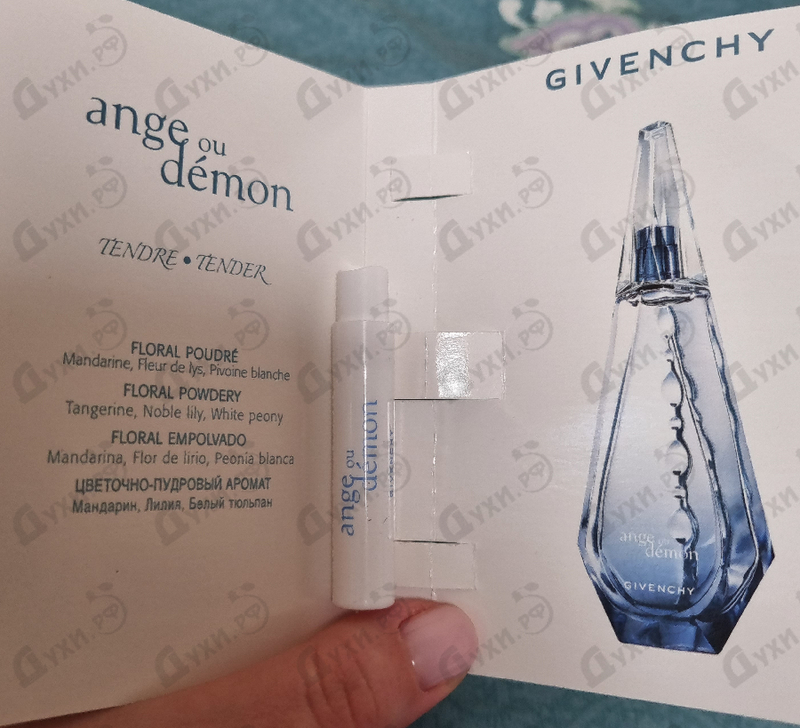 ange ou
démon
TENDRE • TENDER
FLORAL POUDRÉ
Mandarine, Fleur de lys, Pivoine blanche
FLORAL POWDERY
Tangerine, Noble lily, White peony
FLORAL EMPOLVADO
Mandarina, Flor de lirio, Peonia blanca
ЦВЕТОЧНО-ПУДРОВЫЙ АРОМАТ
Мандарин, Лилия, Белый тюльпан
ange ou
démon
GIVENCHY
ange ou
démon
GIVENCHY
Духи.РФ